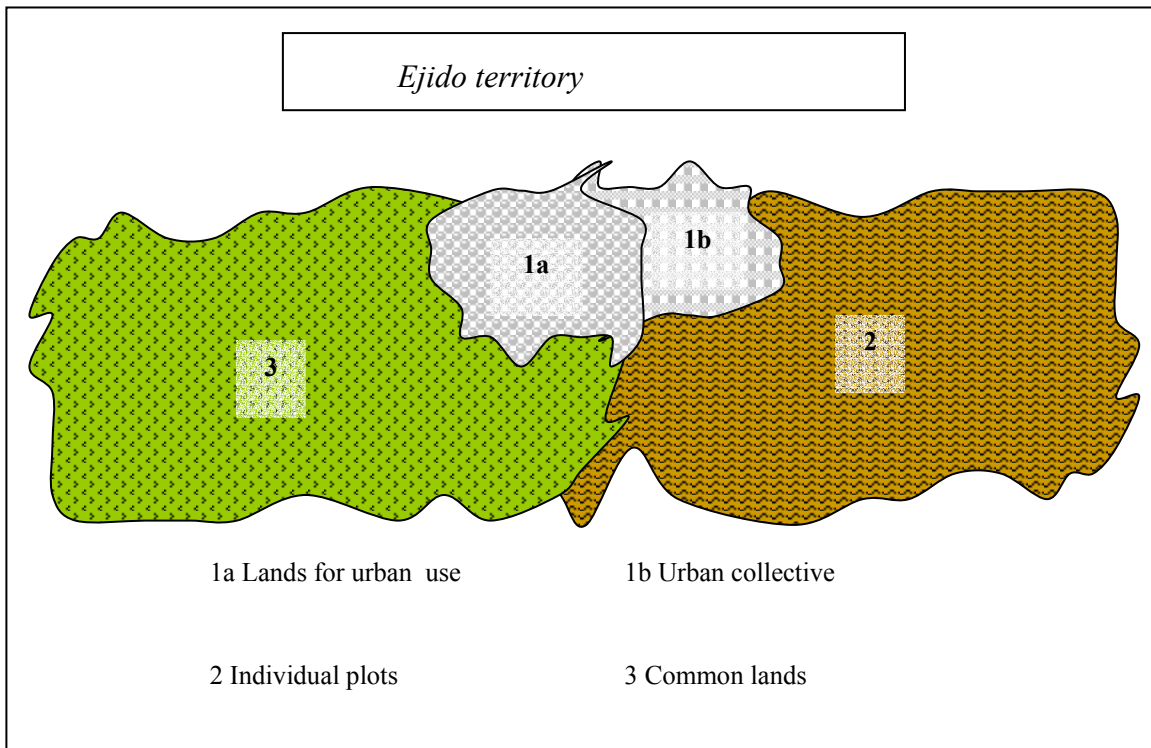 Ejido territory
1b
1a
2
3
1a Lands for urban use
1b Urban collective
2 Individual plots
3 Common lands